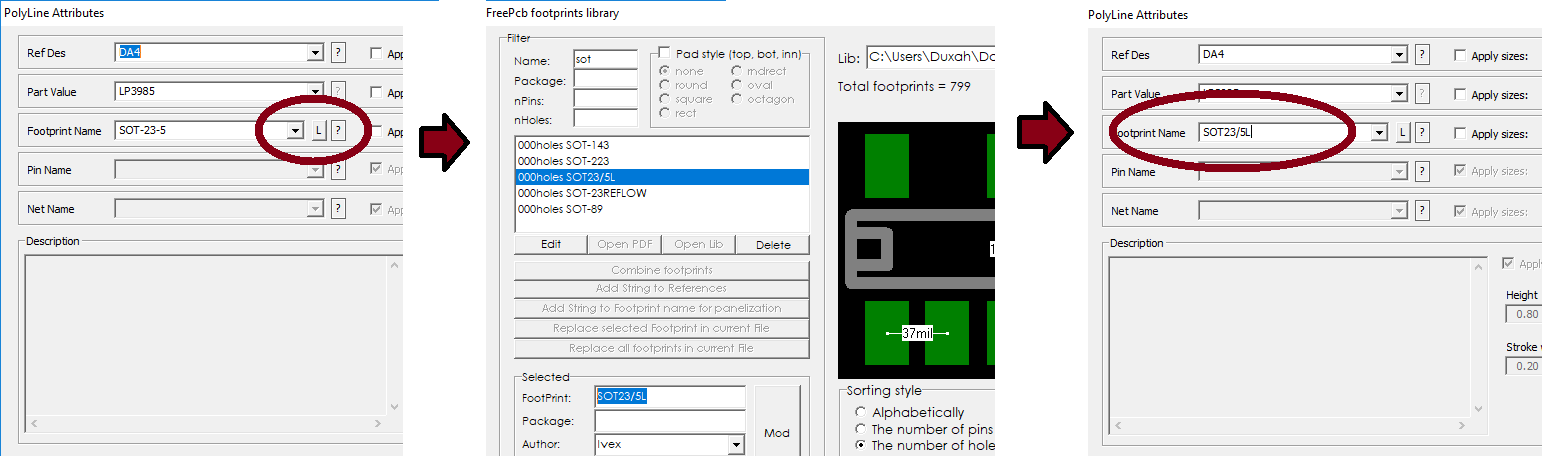 PolyLine Attributes
Ref Des
DA4
?
App
Part Value
LP3985
?
App
Footprint Name
SOT-23-5
L
?
App
Pin Name
?
App
Net Name
?
App
Description
FreePcb footprints library
Filter
Name:
sot
Package:
nPins:
nHoles:
Pad style (top, bot, inn)
none
rndrect
round
oval
square
octagon
rect
Lib:
C:\Users\Duxah\Do
Total footprints = 799
000holes SOT-143
000holes SOT-223
000holes SOT23/5L
000holes SOT-23REFLOW
000holes SOT-89
Edit
Open PDF
Open Lib
Delete
Combine footprints
Add String to References
Add String to Footprint name for panelization
Replace selected Footprint in current File
Replace all footprints in current File
1
37mil
Selected
FootPrint:
SOT23/5L
Package:
Author:
Ivex
Mod
Sorting style
Alphabetically
The number of pins
The number of hole
PolyLine Attributes
Ref Des
DA4
?
Apply sizes:
Part Value
?
Apply sizes:
Footprint Name
SOT23/5L
L
?
Apply sizes:
Pin Name
?
Apply sizes:
Net Name
?
Apply sizes:
Description
Apply
Height
0.80
Stroke w
0.20